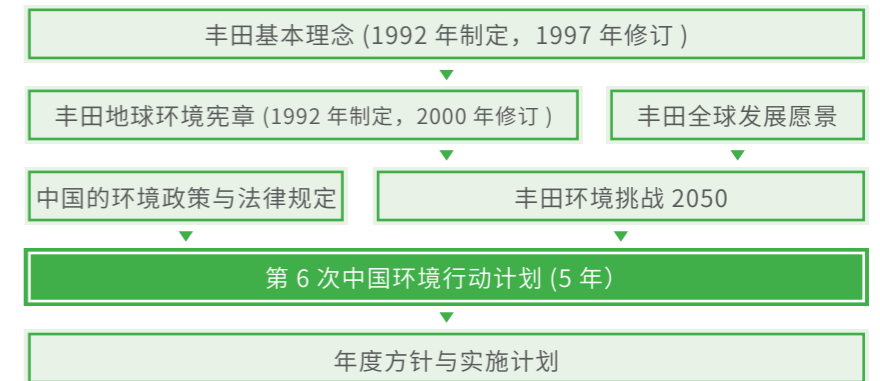 丰田基本理念 (1992 年制定，1997 年修订 )
丰田地球环境宪章 (1992 年制定，2000 年修订 )
丰田全球发展愿景
中国的环境政策与法律规定
丰田环境挑战 2050
第 6 次中国环境行动计划 (5 年）
年度方针与实施计划